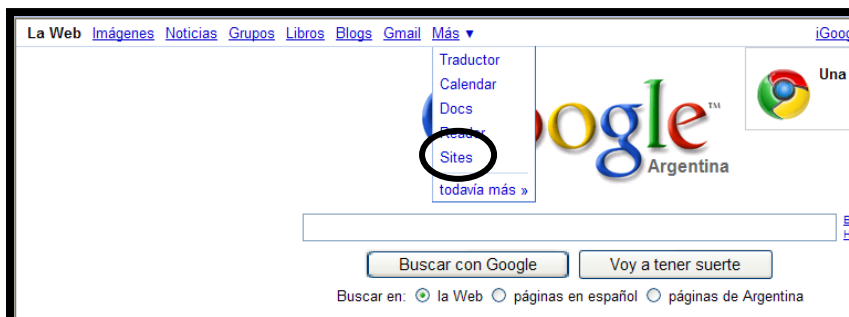 La Web Imágenes Noticias Grupos Libros Blogs Gmail Más ▼
Traductor
Calendar
Docs
Reader
Sites
todavía más »
Una
Google™
Argentina
Buscar con Google Voy a tener suerte
Buscar en: la Web páginas en español páginas de Argentina